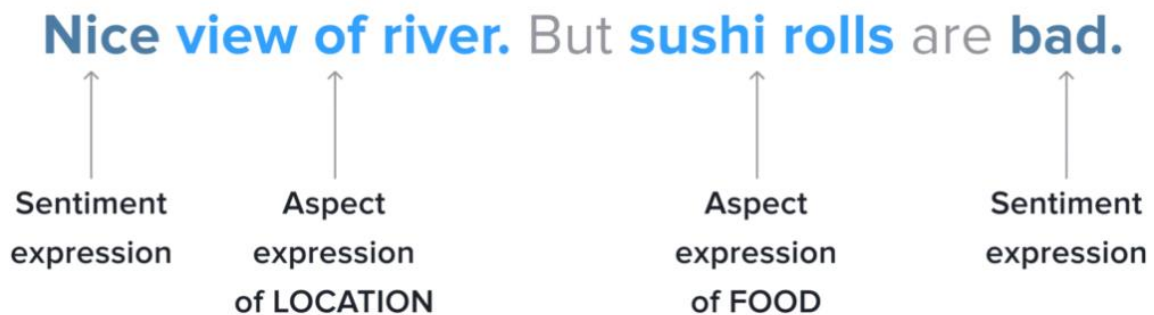 Nice view of river. But sushi rolls are bad.
Sentiment
expression
Aspect
expression
of LOCATION
Aspect
expression
of FOOD
Sentiment
expression